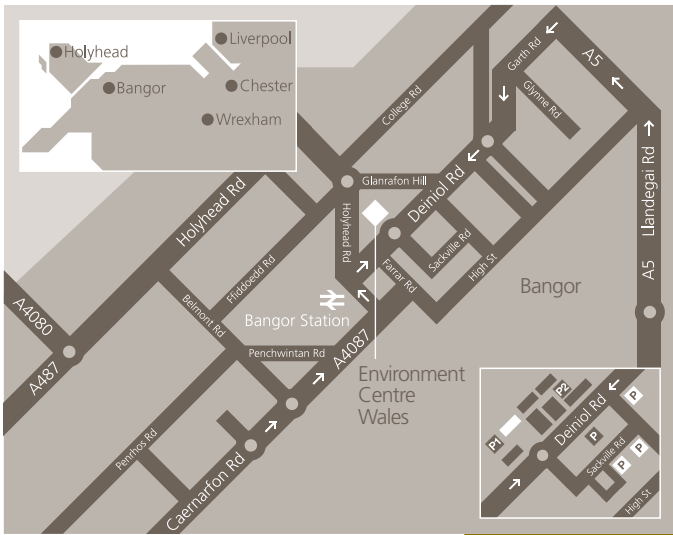 Holyhead
Liverpool
Bangor
Chester
Wrexham
Garth Rd
A5
Glynne Rd
College Rd
Glanrafon Hill
Deiniol Rd
Llandegai Rd
A5
Holyhead Rd
Holyhead Rd
Sackville Rd
High St
Farrar Rd
Ffiddoedd Rd
Belmont Rd
Bangor
Bangor Station
A4080
A487
Penchwintan Rd
A4087
Environment
Centre
Wales
Penrhos Rd
Caernarfon Rd
P2
P
Deiniol Rd
P1
P
Sackville Rd
P
P
High St